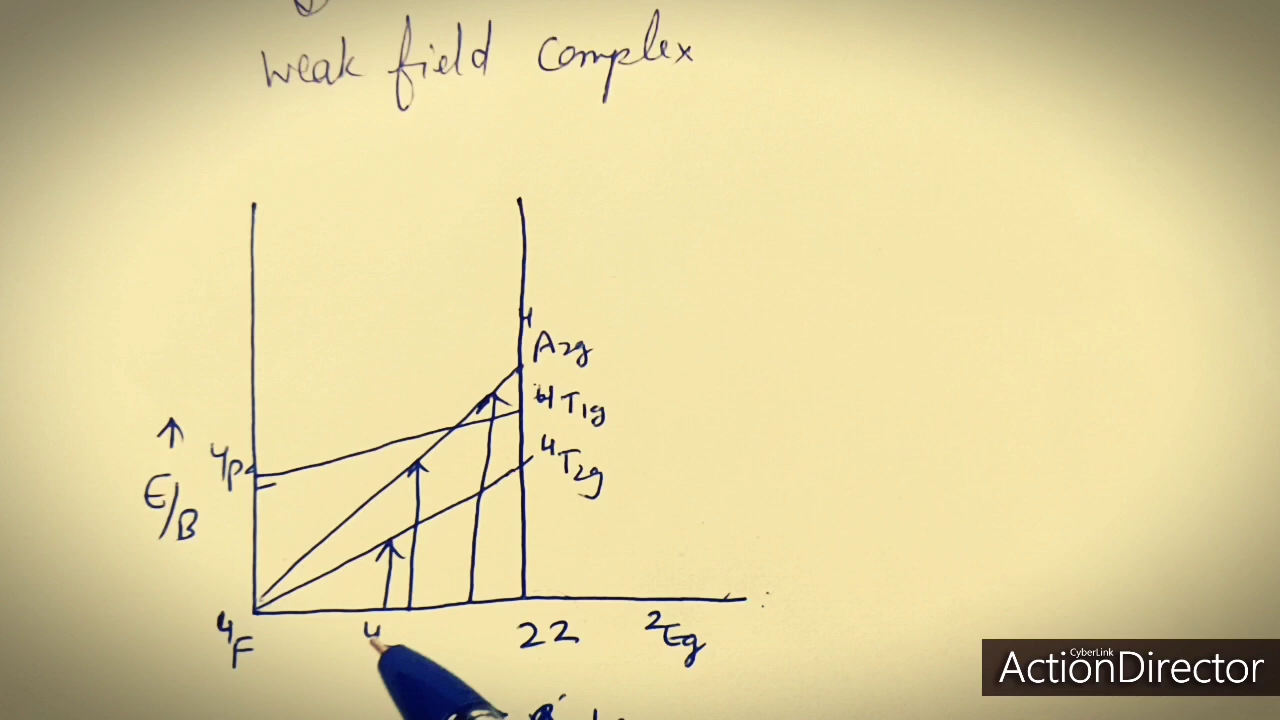 weak field complex
⁴A₂g
⁴T₁g
⁴P
⁴T₂g
↑
E/B
⁴F
4
22
²Eg
CyberLink
ActionDirector